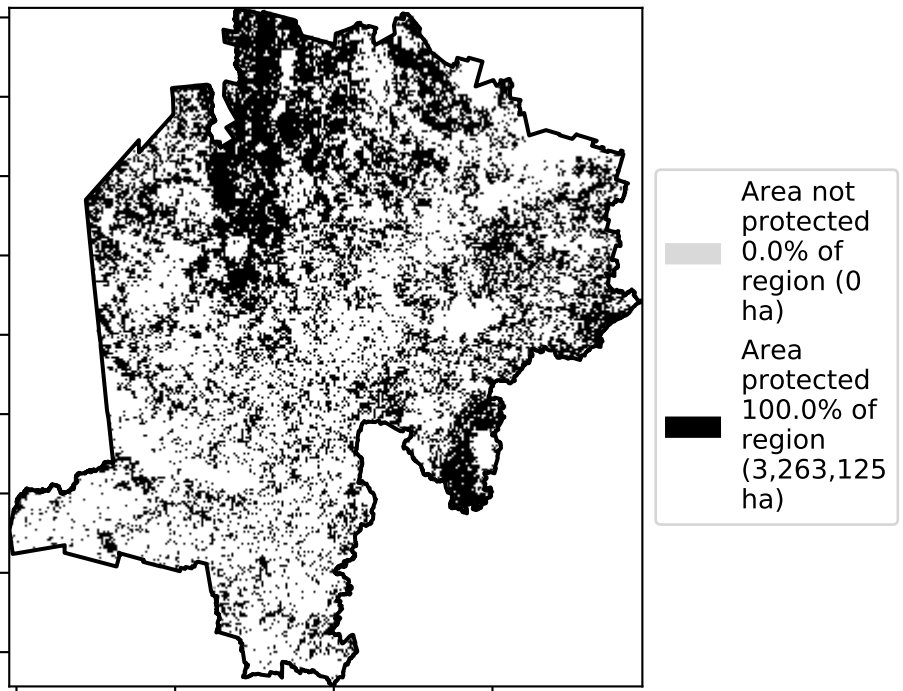 Area not
protected
0.0% of
region (0
ha)
Area
protected
100.0% of
region
(3,263,125
ha)